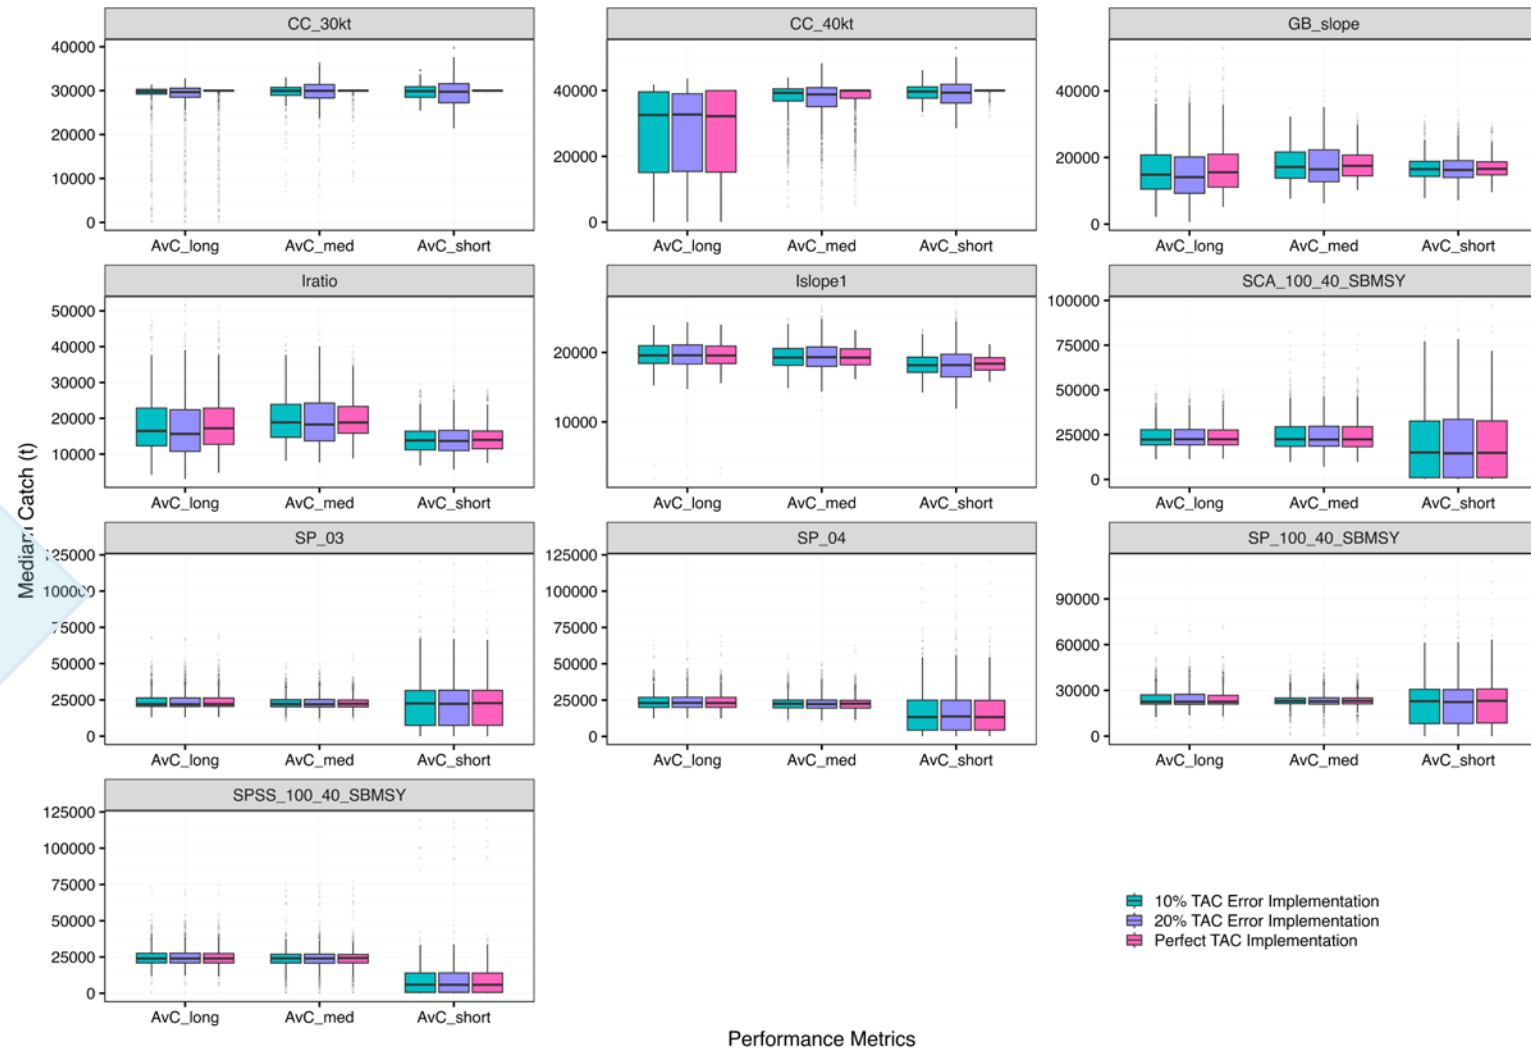 CC_30kt
CC_40kt
GB_slope
40000
30000
20000
10000
0
40000
20000
0
40000
20000
0
AvC_long AvC_med AvC_short
AvC_long AvC_med AvC_short
AvC_long AvC_med AvC_short
Iratio
Islope1
SCA_100_40_SBMSY
50000
40000
30000
20000
10000
20000
10000
100000
75000
50000
25000
0
AvC_long AvC_med AvC_short
AvC_long AvC_med AvC_short
AvC_long AvC_med AvC_short
Median Catch (t)
SP_03
SP_04
SP_100_40_SBMSY
125000
100000
75000
50000
25000
0
125000
100000
75000
50000
25000
0
90000
60000
30000
0
AvC_long AvC_med AvC_short
AvC_long AvC_med AvC_short
AvC_long AvC_med AvC_short
SPSS_100_40_SBMSY
125000
100000
75000
50000
25000
0
AvC_long AvC_med AvC_short
10% TAC Error Implementation
20% TAC Error Implementation
Perfect TAC Implementation
Performance Metrics